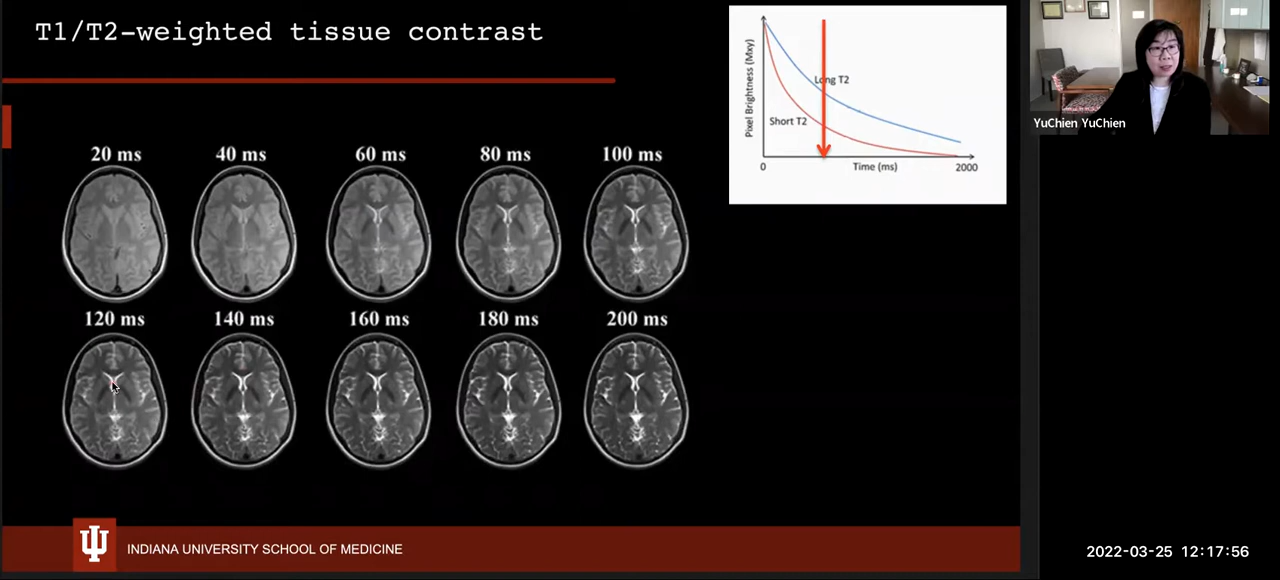 T1/T2-weighted tissue contrast
20 ms 40 ms 60 ms 80 ms 100 ms
120 ms 140 ms 160 ms 180 ms 200 ms
Pixel Brightness (Mxy)
Long T2
Short T2
0 Time (ms) 2000
YuChien YuChien
INDIANA UNIVERSITY SCHOOL OF MEDICINE
2022-03-25 12:17:56